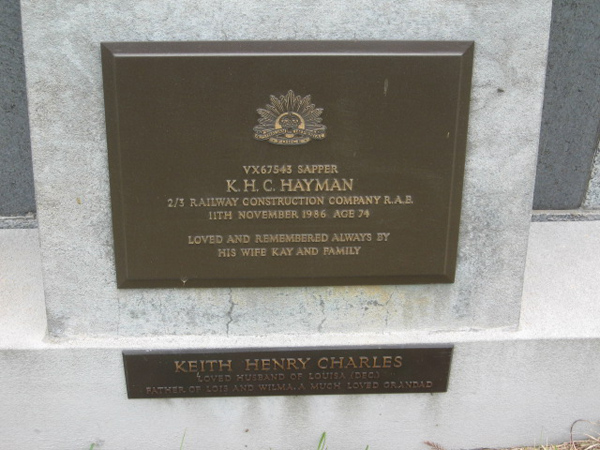 VX67543 SAPPER
K.H.C. HAYMAN
2/3 RAILWAY CONSTRUCTION COMPANY R.A.E.
11TH NOVEMBER 1986 AGE 74
LOVED AND REMEMBERED ALWAYS BY
HIS WIFE KAY AND FAMILY
KEITH HENRY CHARLES
LOVED HUSBAND OF LOUISA (DEC)
FATHER OF LOIS AND WILMA. A MUCH LOVED GRANDAD